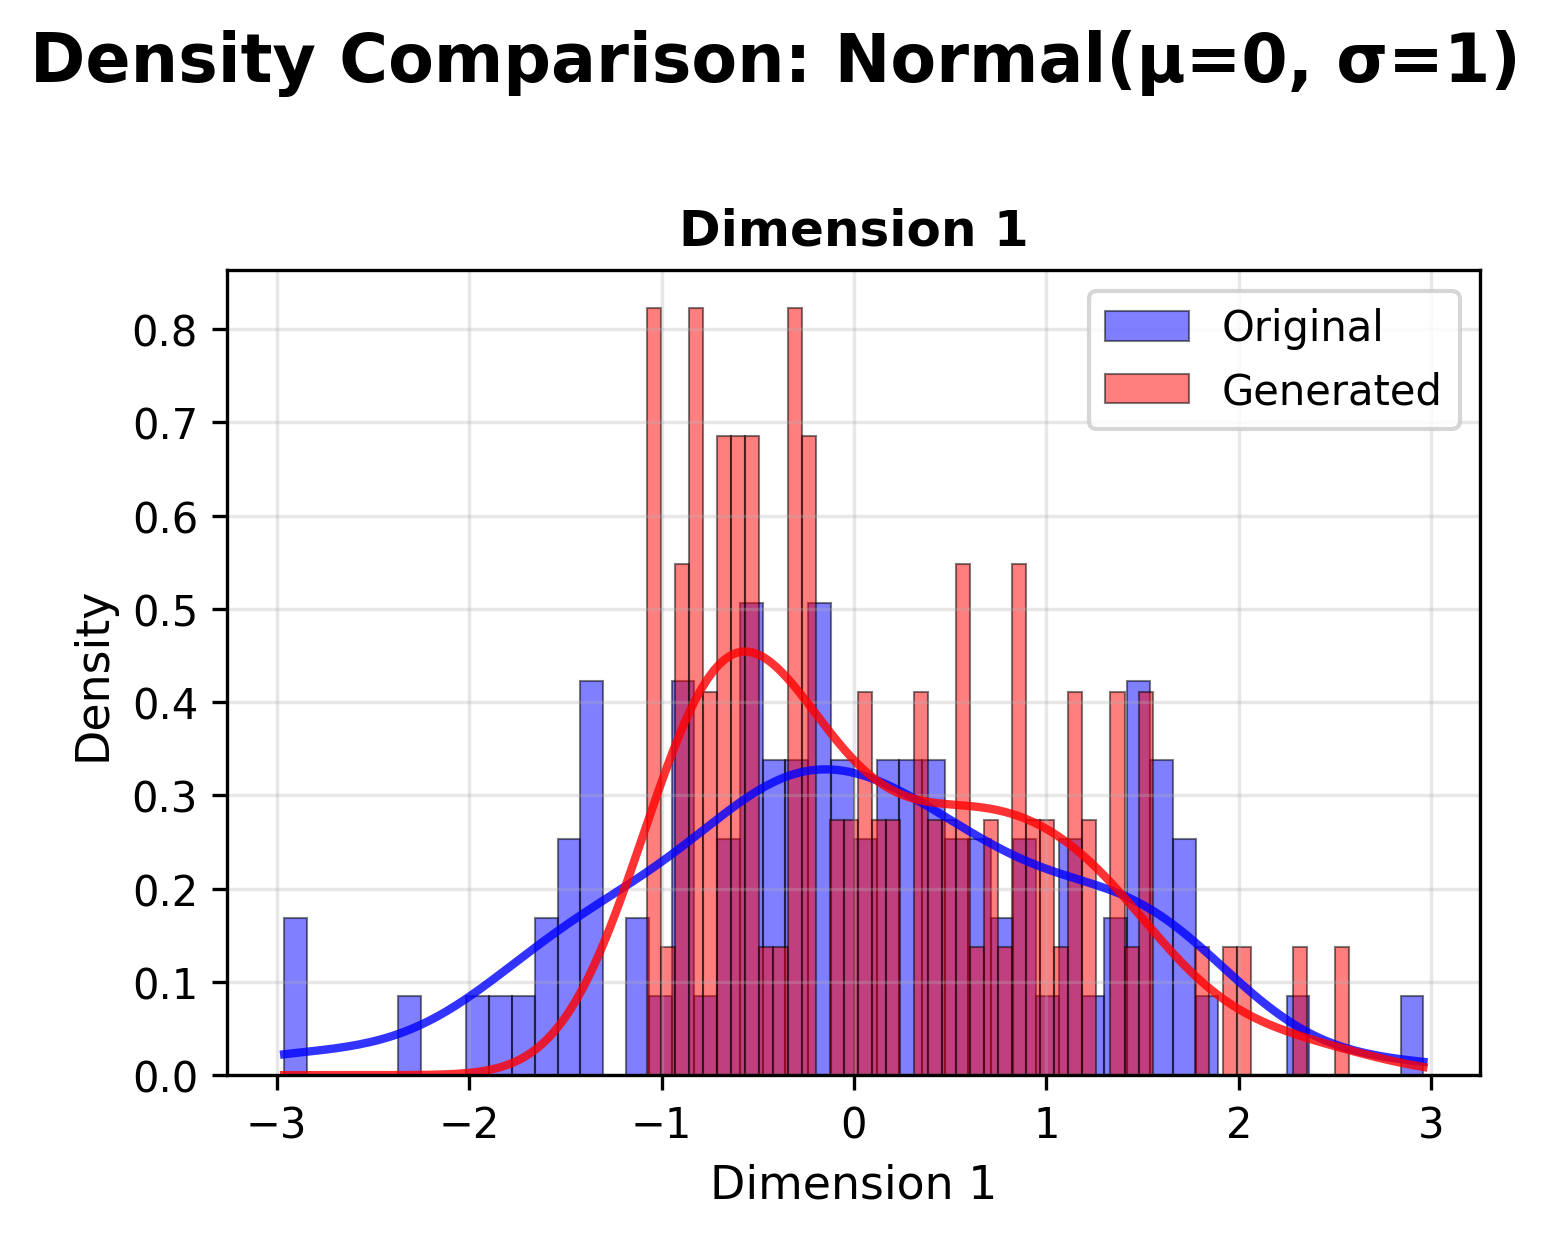 Density Comparison: Normal(μ=0, σ=1)
Dimension 1
Original
Generated
Density
0.8
0.7
0.6
0.5
0.4
0.3
0.2
0.1
0.0
−3 −2 −1 0 1 2 3
Dimension 1